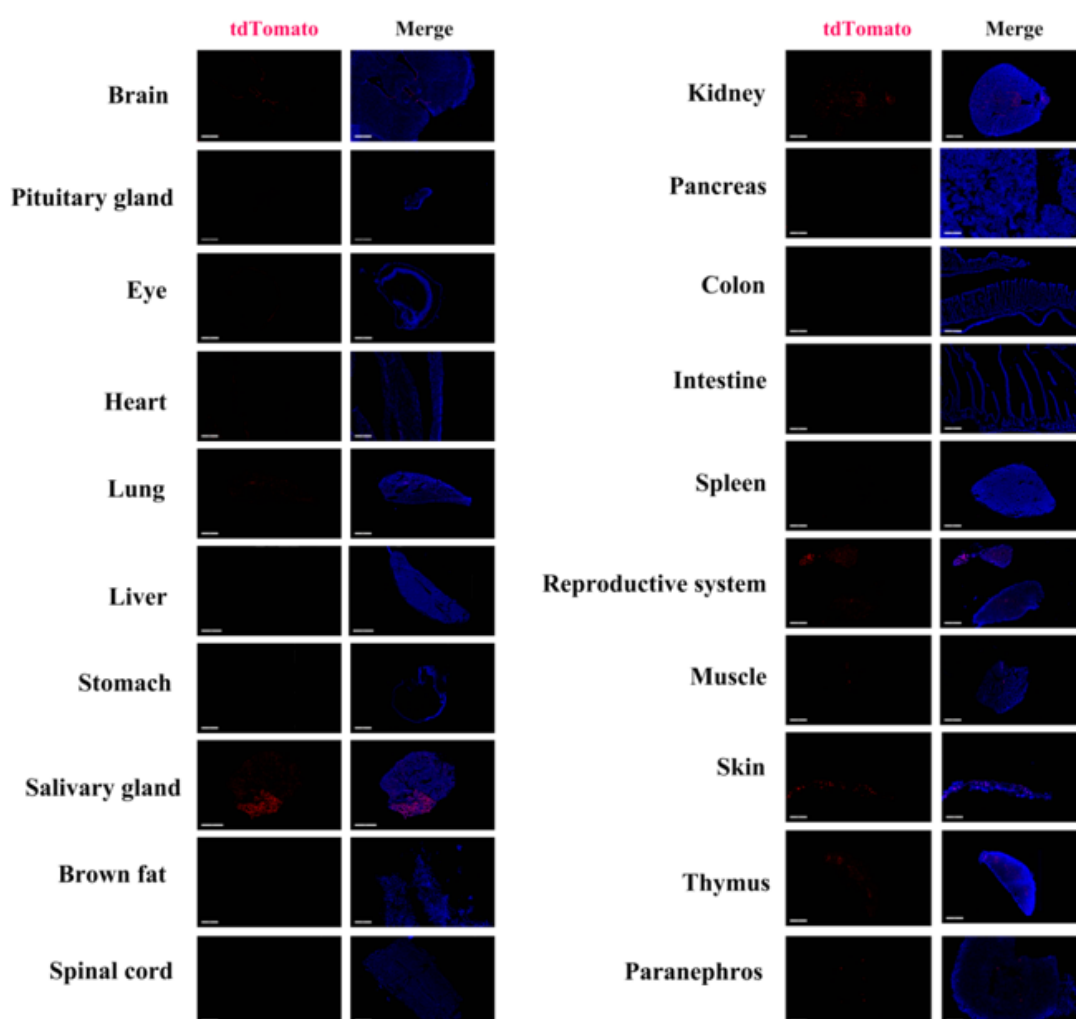 tdTomato Merge
Brain
Pituitary gland
Eye
Heart
Lung
Liver
Stomach
Salivary gland
Brown fat
Spinal cord
tdTomato Merge
Kidney
Pancreas
Colon
Intestine
Spleen
Reproductive system
Muscle
Skin
Thymus
Paranephros